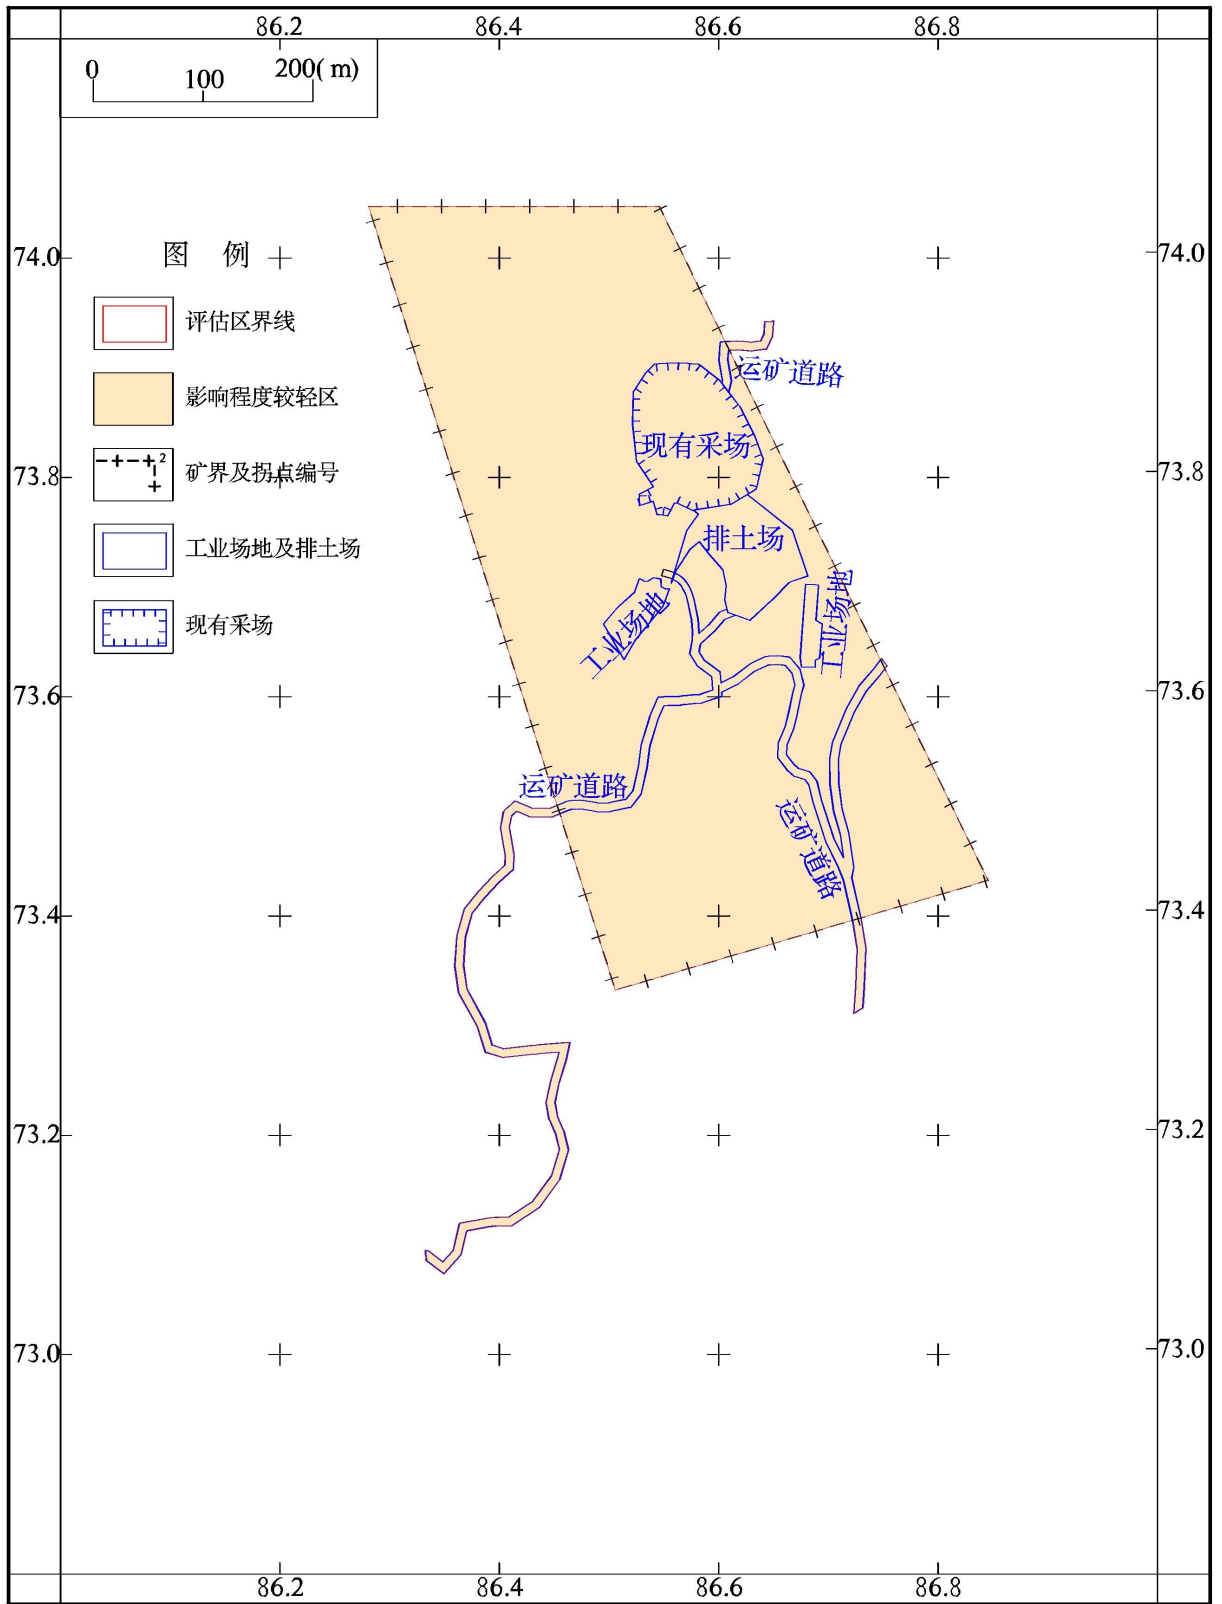 86.2 86.4 86.6 86.8
0 100 200( m)
74.0 74.0
图 例
评估区界线
影响程度较轻区
2
矿界及拐点编号
工业场地及排土场
现有采场
运矿道路
现有采场
73.8 73.8
排土场
工业场地
工业场地
73.6 73.6
运矿道路
运矿道路
73.4 73.4
73.2 73.2
73.0 73.0
86.2 86.4 86.6 86.8